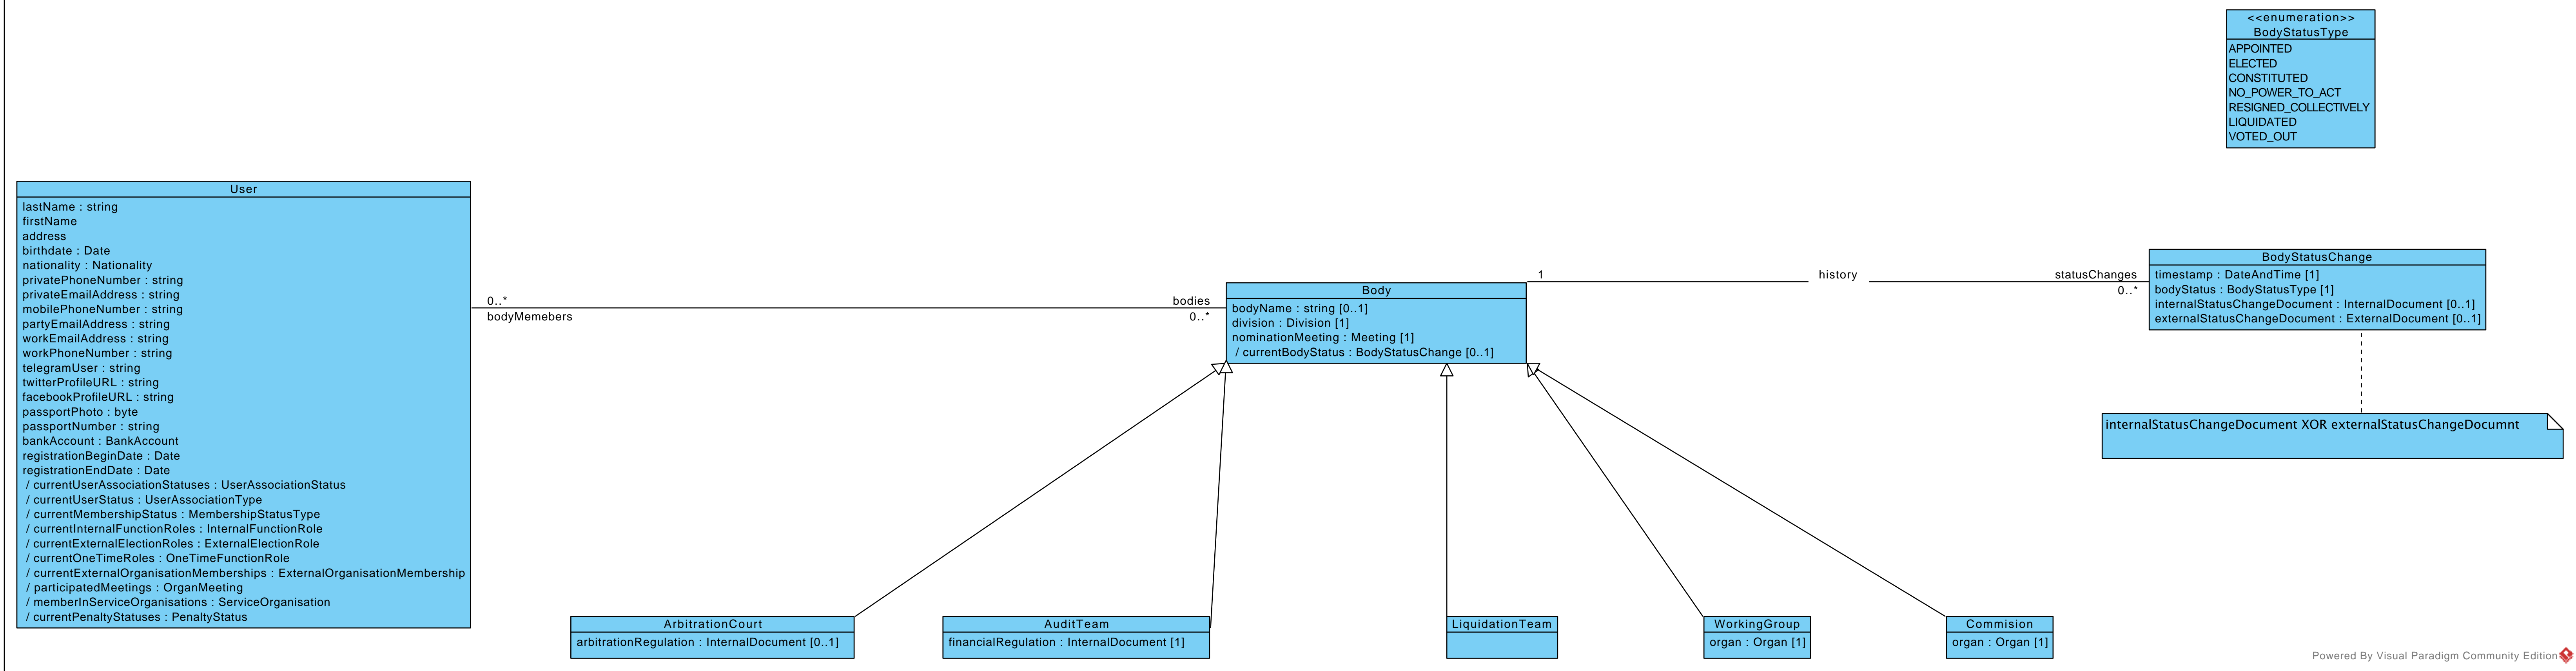 <<enumeration>>
BodyStatusType
APPOINTED
ELECTED
CONSTITUTED
NO_POWER_TO_ACT
RESIGNED_COLLECTIVELY
LIQUIDATED
VOTED_OUT
User
lastName : string
firstName
address
birthdate : Date
nationality : Nationality
privatePhoneNumber : string
privateEmailAddress : string
mobilePhoneNumber : string
partyEmailAddress : string
workEmailAddress : string
workPhoneNumber : string
telegramUser : string
twitterProfileURL : string
facebookProfileURL : string
passportPhoto : byte
passportNumber : string
bankAccount : BankAccount
registrationBeginDate : Date
registrationEndDate : Date
/ currentUserAssociationStatuses : UserAssociationStatus
/ currentUserStatus : UserAssociationType
/ currentMembershipStatus : MembershipStatusType
/ currentInternalFunctionRoles : InternalFunctionRole
/ currentExternalElectionRoles : ExternalElectionRole
/ currentOneTimeRoles : OneTimeFunctionRole
/ currentExternalOrganisationMemberships : ExternalOrganisationMembership
/ participatedMeetings : OrganMeeting
/ memberInServiceOrganisations : ServiceOrganisation
/ currentPenaltyStatuses : PenaltyStatus
0..*
bodyMemebers
bodies
0..*
Body
bodyName : string [0..1]
division : Division [1]
nominationMeeting : Meeting [1]
/ currentBodyStatus : BodyStatusChange [0..1]
1
history
statusChanges
0..*
BodyStatusChange
timestamp : DateAndTime [1]
bodyStatus : BodyStatusType [1]
internalStatusChangeDocument : InternalDocument [0..1]
externalStatusChangeDocument : ExternalDocument [0..1]
internalStatusChangeDocument XOR externalStatusChangeDocumnt
ArbitrationCourt
arbitrationRegulation : InternalDocument [0..1]
AuditTeam
financialRegulation : InternalDocument [1]
LiquidationTeam
WorkingGroup
organ : Organ [1]
Commision
organ : Organ [1]
Powered By Visual Paradigm Community Edition